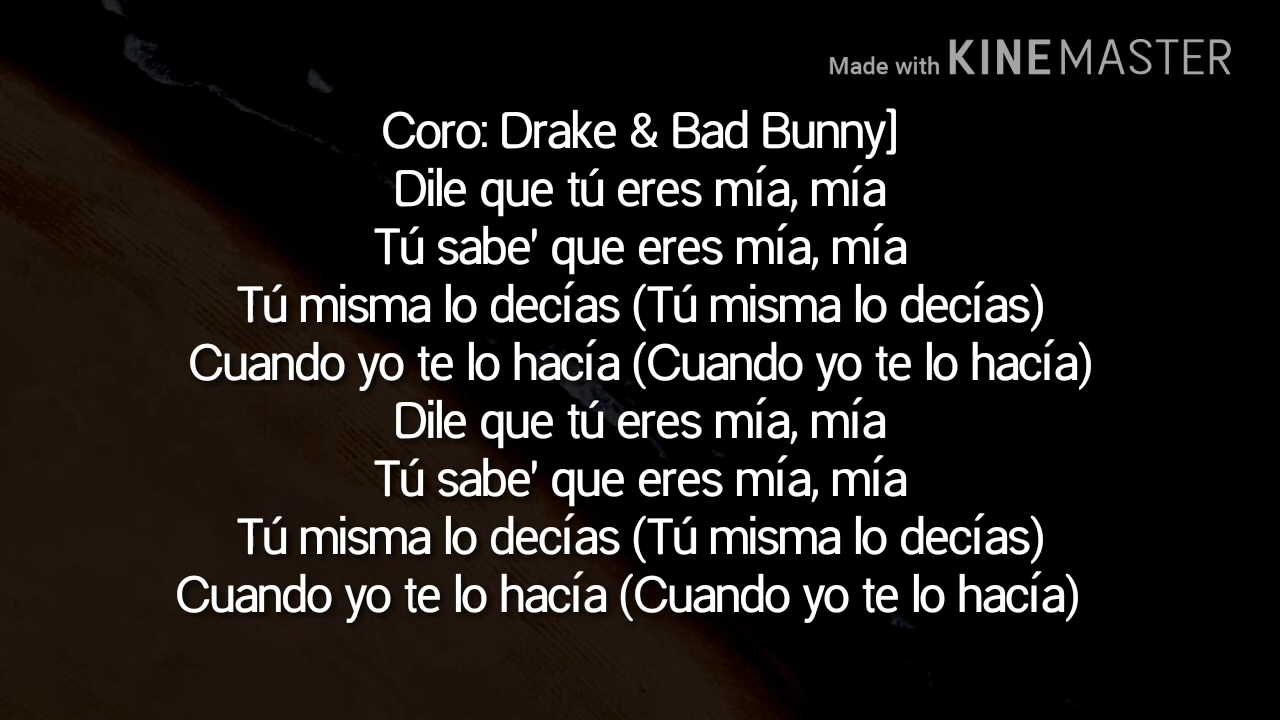 Made with KINEMASTER
Coro: Drake & Bad Bunny]
Dile que tú eres mía, mía
Tú sabe' que eres mía, mía
Tú misma lo decías (Tú misma lo decías)
Cuando yo te lo hacía (Cuando yo te lo hacía)
Dile que tú eres mía, mía
Tú sabe' que eres mía, mía
Tú misma lo decías (Tú misma lo decías)
Cuando yo te lo hacía (Cuando yo te lo hacía)